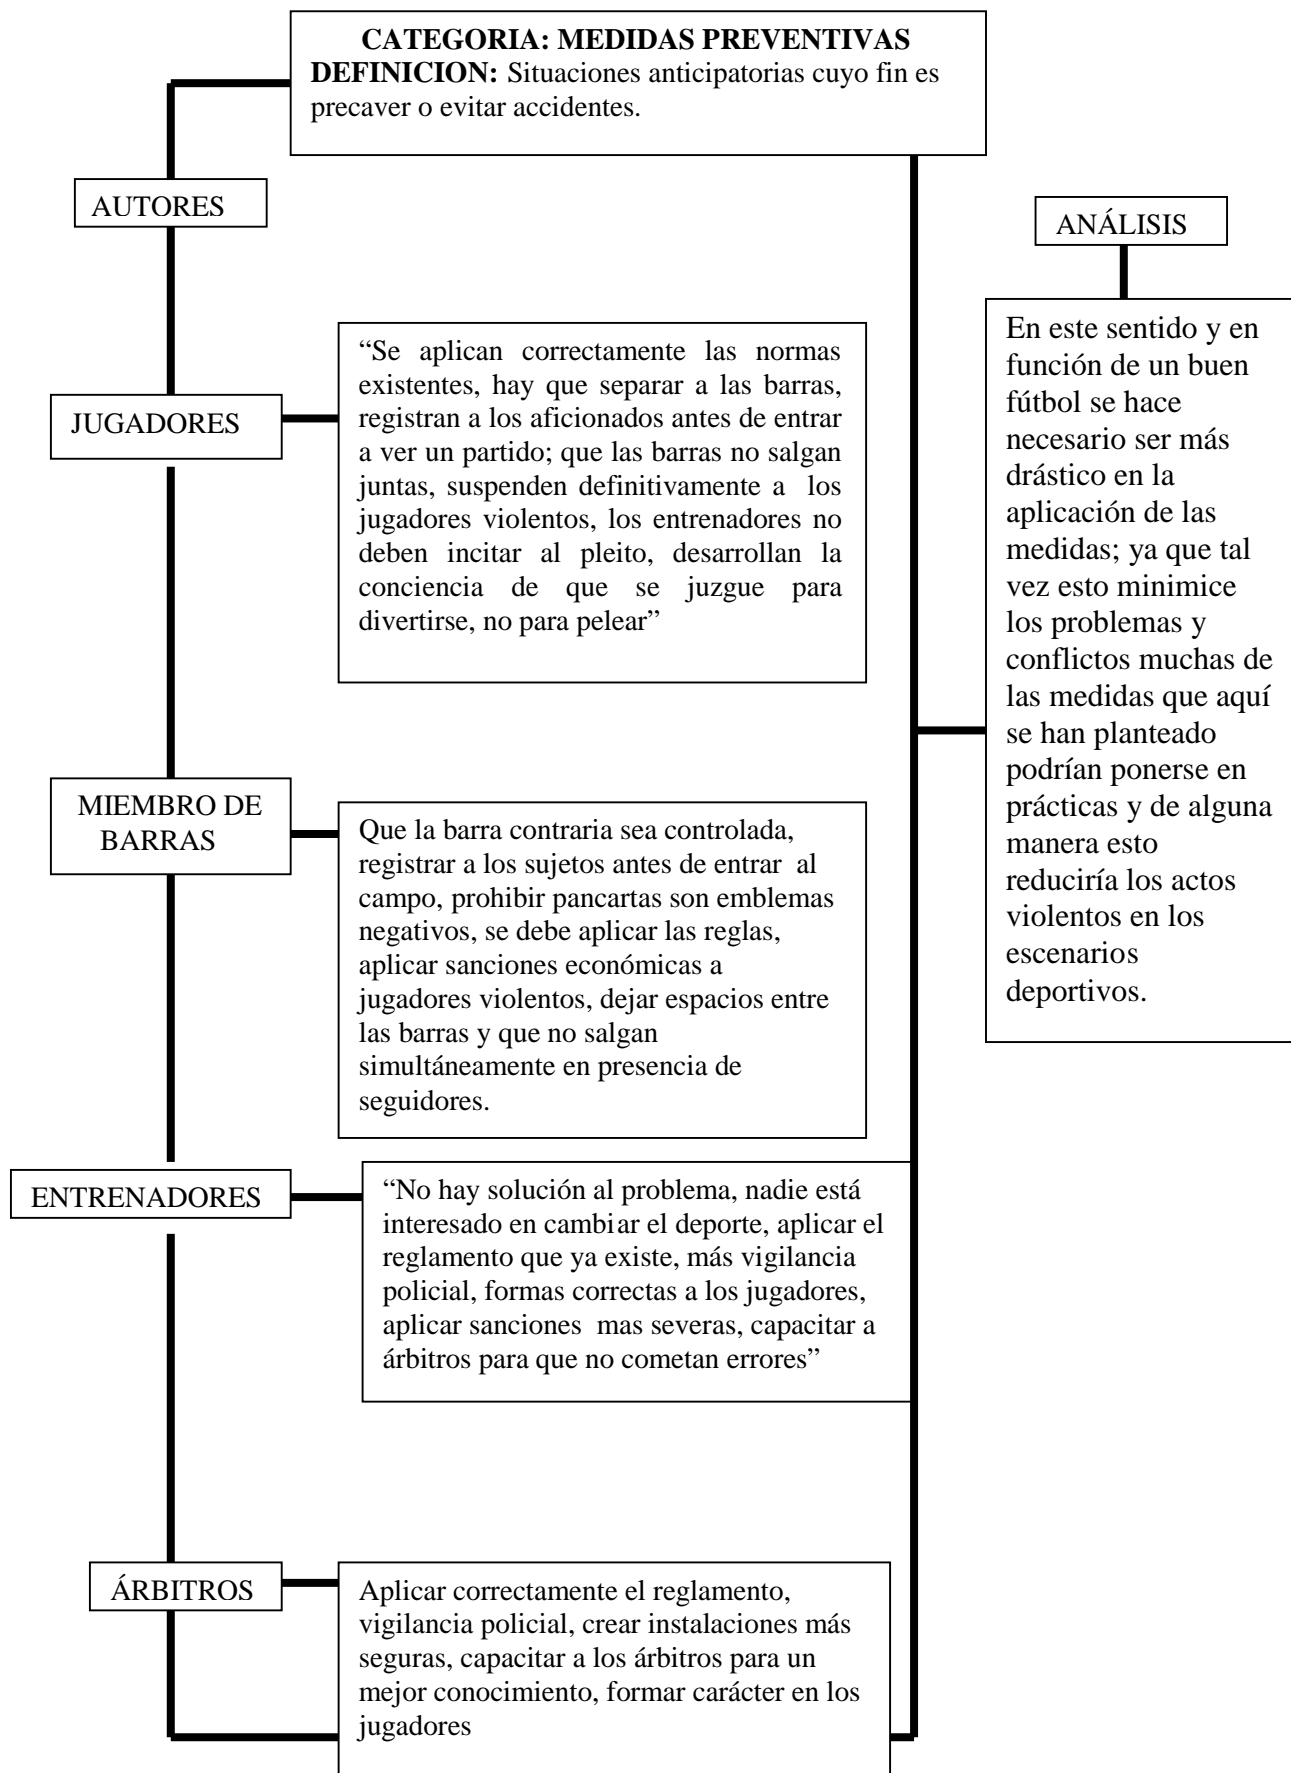 CATEGORIA: MEDIDAS PREVENTIVAS
DEFINICION: Situaciones anticipatorias cuyo fin es
precaver o evitar accidentes.
AUTORES
JUGADORES
“Se aplican correctamente las normas
existentes, hay que separar a las barras,
registran a los aficionados antes de entrar
a ver un partido; que las barras no salgan
juntas, suspenden definitivamente a los
jugadores violentos, los entrenadores no
deben incitar al pleito, desarrollan la
conciencia de que se juzgue para
divertirse, no para pelear”
MIEMBRO DE
BARRAS
Que la barra contraria sea controlada,
registrar a los sujetos antes de entrar al
campo, prohibir pancartas son emblemas
negativos, se debe aplicar las reglas,
aplicar sanciones económicas a
jugadores violentos, dejar espacios entre
las barras y que no salgan
simultáneamente en presencia de
seguidores.
ENTRENADORES
“No hay solución al problema, nadie está
interesado en cambiar el deporte, aplicar el
reglamento que ya existe, más vigilancia
policial, formas correctas a los jugadores,
aplicar sanciones mas severas, capacitar a
árbitros para que no cometan errores”
ÁRBITROS
Aplicar correctamente el reglamento,
vigilancia policial, crear instalaciones más
seguras, capacitar a los árbitros para un
mejor conocimiento, formar carácter en los
jugadores
ANÁLISIS
En este sentido y en
función de un buen
fútbol se hace
necesario ser más
drástico en la
aplicación de las
medidas; ya que tal
vez esto minimice
los problemas y
conflictos muchas de
las medidas que aquí
se han planteado
podrían ponerse en
prácticas y de alguna
manera esto
reduciría los actos
violentos en los
escenarios
deportivos.